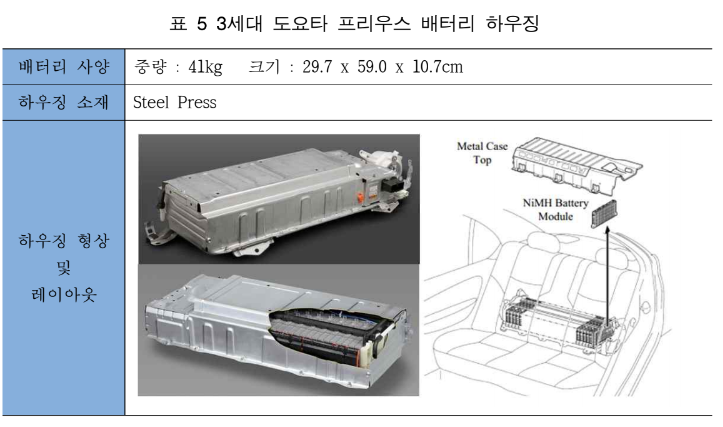 표 5 3세대 도요타 프리우스 배터리 하우징
배터리 사양
중량 : 41kg 크기 : 29.7 x 59.0 x 10.7cm
하우징 소재
Steel Press
하우징 형상
및
레이아웃
Metal Case
Top
NiMH Battery
Module